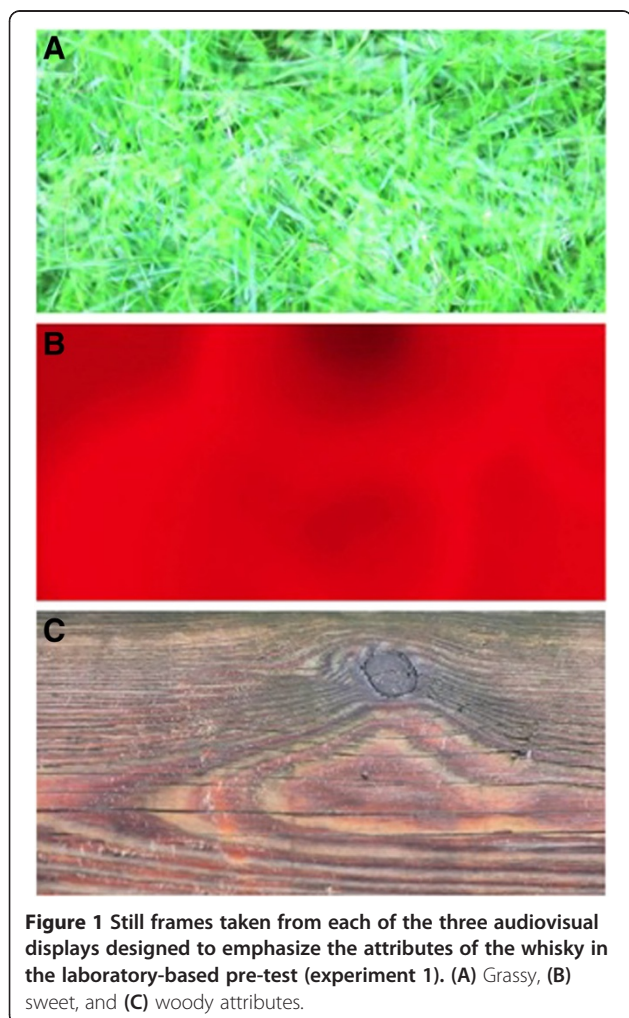 A
B
C
Figure 1 Still frames taken from each of the three audiovisual
displays designed to emphasize the attributes of the whisky in
the laboratory-based pre-test (experiment 1). (A) Grassy, (B)
sweet, and (C) woody attributes.